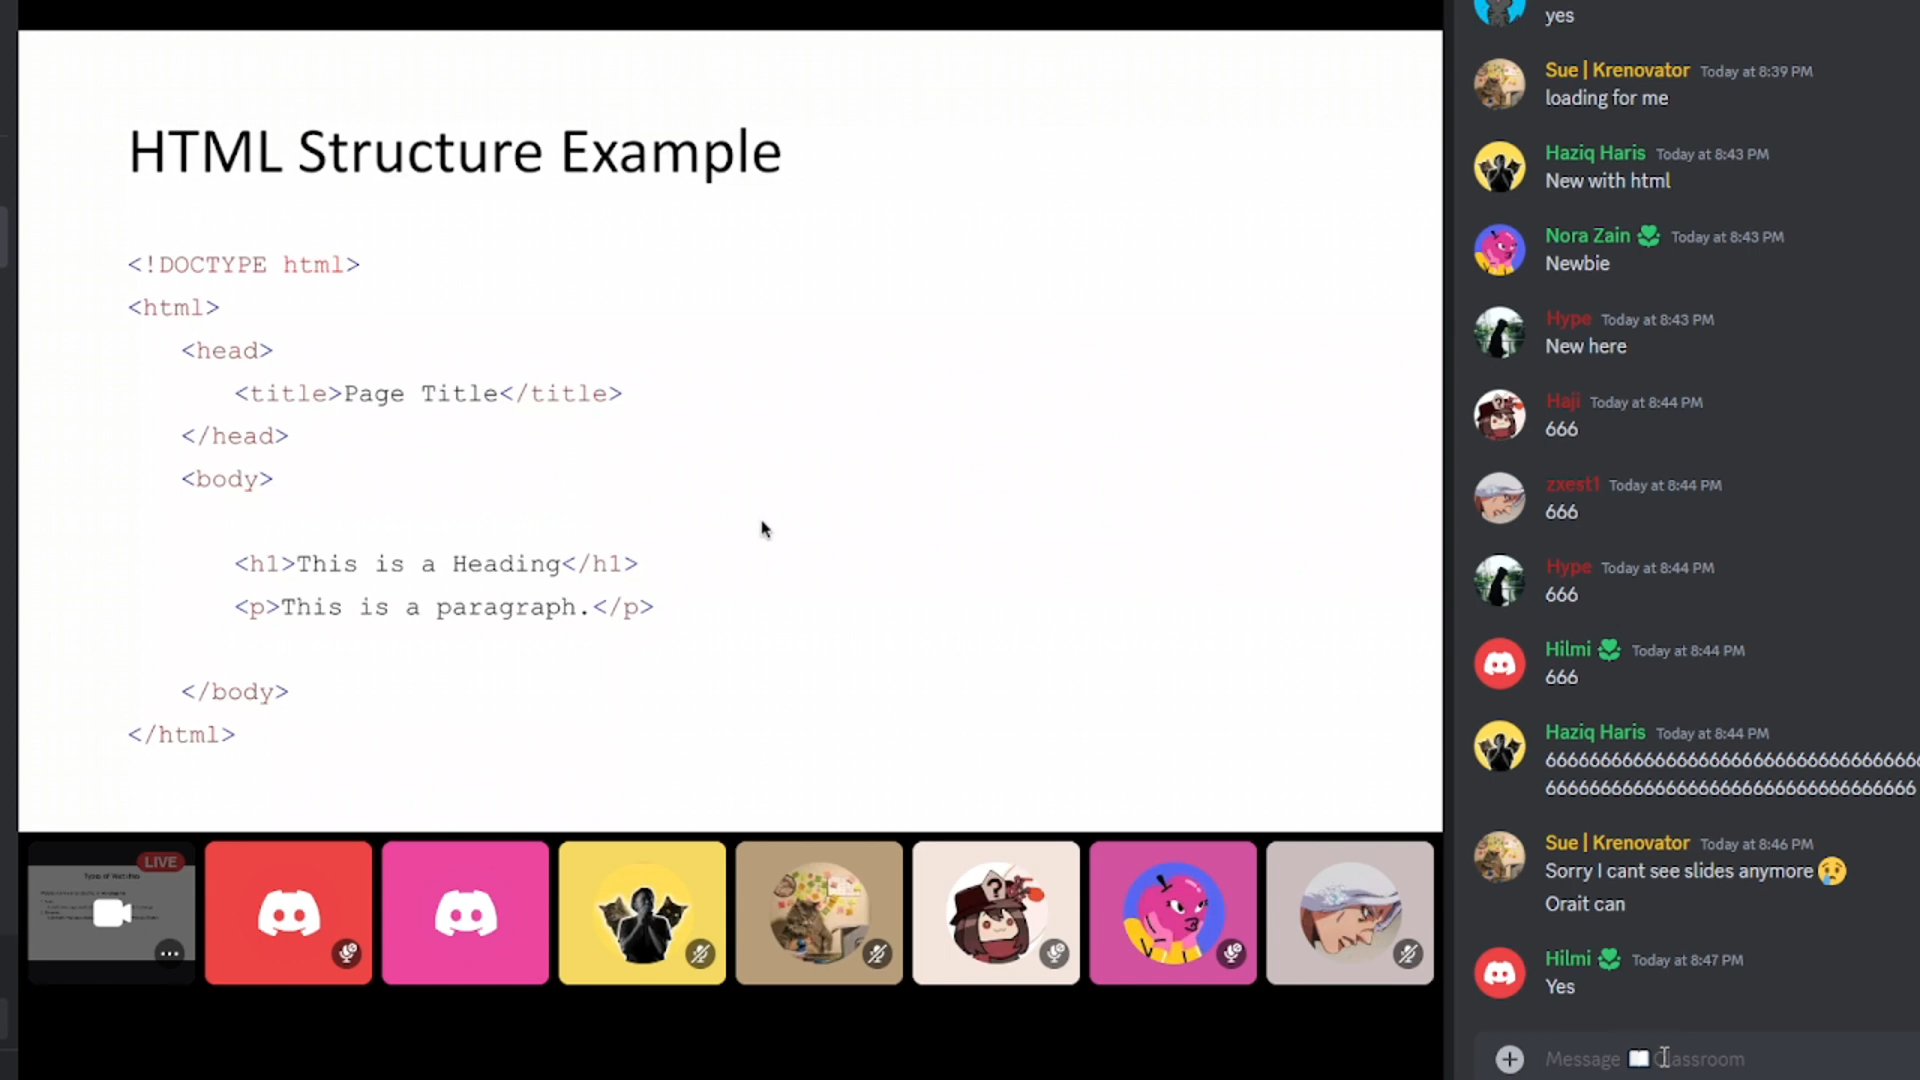 HTML Structure Example
<!DOCTYPE html>
<html>
<head>
<title>Page Title</title>
</head>
<body>
<h1>This is a Heading</h1>
<p>This is a paragraph.</p>
</body>
</html>
LIVE
Types of Websites
yes
Sue | Krenovator Today at 8:39 PM
loading for me
Haziq Haris Today at 8:43 PM
New with html
Nora Zain Today at 8:43 PM
Newbie
Hype Today at 8:43 PM
New here
Haji Today at 8:44 PM
666
zxest1 Today at 8:44 PM
666
Hype Today at 8:44 PM
666
Hilmi Today at 8:44 PM
666
Haziq Haris Today at 8:44 PM
Sue | Krenovator Today at 8:46 PM
Sorry I cant see slides anymore 😢
Orait can
Hilmi Today at 8:47 PM
Yes
Message 📖 Classroom